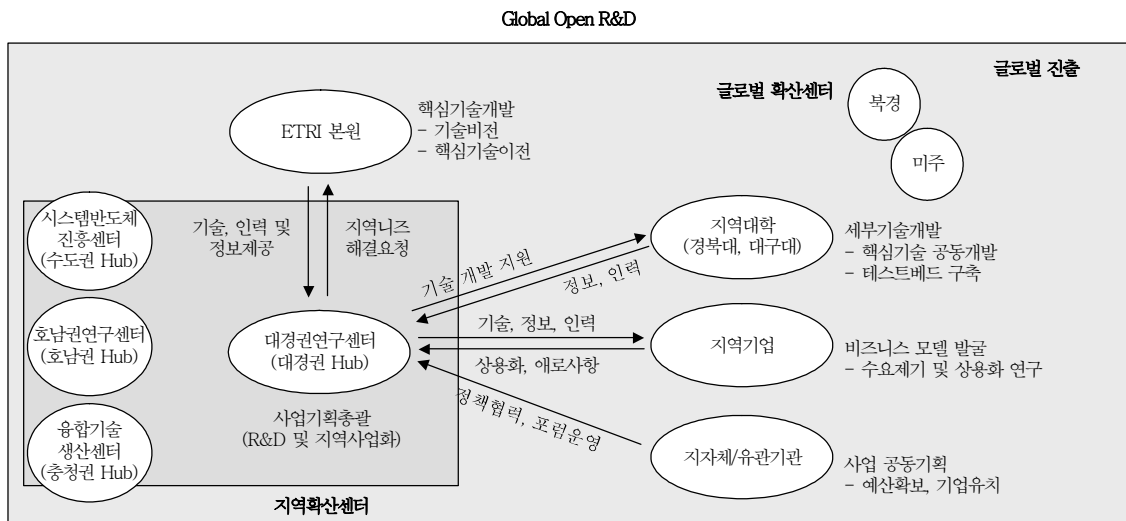 Global Open R&D
글로벌 진출
글로벌 확산센터
북경
미주
ETRI 본원
핵심기술개발
- 기술비전
- 핵심기술이전
기술, 인력 및
정보제공
지역니즈
해결요청
시스템반도체
진흥센터
(수도권 Hub)
호남권연구센터
(호남권 Hub)
융합기술
생산센터
(충청권 Hub)
대경권연구센터
(대경권 Hub)
사업기획총괄
(R&D 및 지역사업화)
지역확산센터
기술 개발 지원
정보, 인력
기술, 정보, 인력
상용화, 애로사항
정책협력, 포럼운영
지역대학
(경북대, 대구대)
세부기술개발
- 핵심기술 공동개발
- 테스트베드 구축
지역기업
비즈니스 모델 발굴
- 수요제기 및 상용화 연구
지자체/유관기관
사업 공동기획
- 예산확보, 기업유치